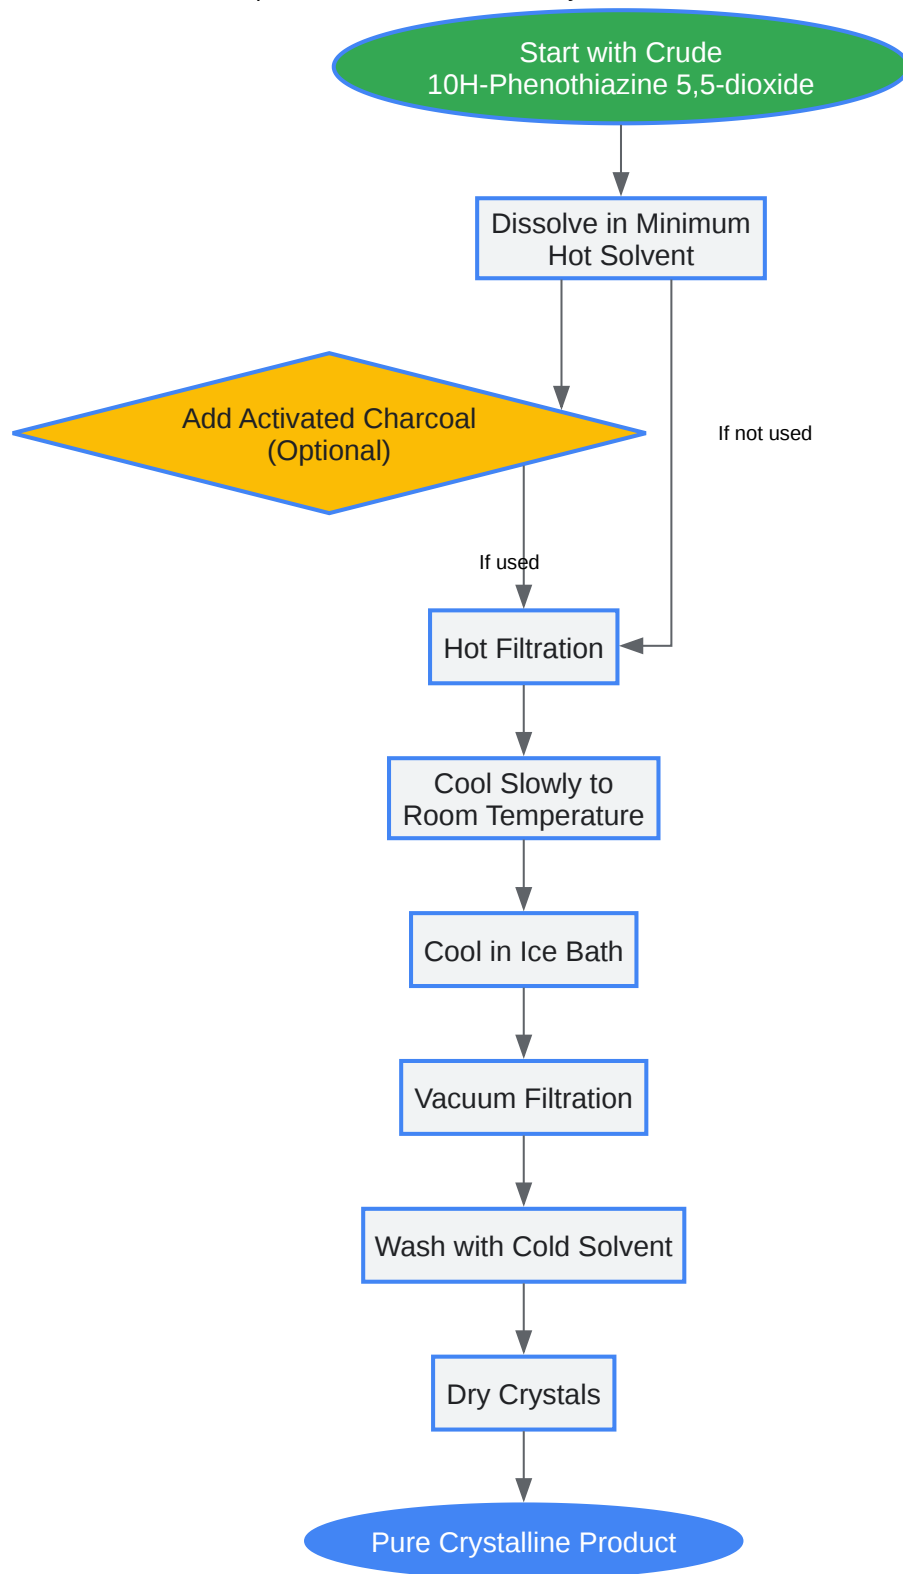 Start with Crude
10H-Phenothiazine 5,5-dioxide
Dissolve in Minimum
Hot Solvent
Add Activated Charcoal
(Optional)
If not used
If used
Hot Filtration
Cool Slowly to
Room Temperature
Cool in Ice Bath
Vacuum Filtration
Wash with Cold Solvent
Dry Crystals
Pure Crystalline Product